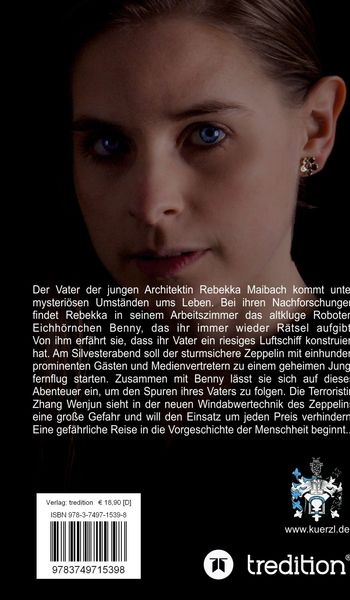 Der Vater der jungen Architektin Rebekka Maibach kommt unte
mysteriösen Umständen ums Leben. Bei ihren Nachforschunge
findet Rebekka in seinem Arbeitszimmer das altkluge Roboter
Eichhörnchen Benny, das ihr immer wieder Rätsel aufgibt
Von ihm erfährt sie, dass ihr Vater ein riesiges Luftschiff konstruier
hat. Am Silvesterabend soll der sturmsichere Zeppelin mit einhunder
prominenten Gästen und Medienvertretern zu einem geheimen Jung
fernflug starten. Zusammen mit Benny lässt sie sich auf dieses
Abenteuer ein, um den Spuren ihres Vaters zu folgen. Die Terroristin
Zhang Wenjun sieht in der neuen Windabwertechnik des Zeppelins
eine große Gefahr und will den Einsatz um jeden Preis verhindern
Eine gefährliche Reise in die Vorgeschichte der Menschheit beginnt..
www.kuerzl.de
Verlag: tredition € 18,90 [D]
ISBN 978-3-7497-1539-8
9783749715398
tredition®